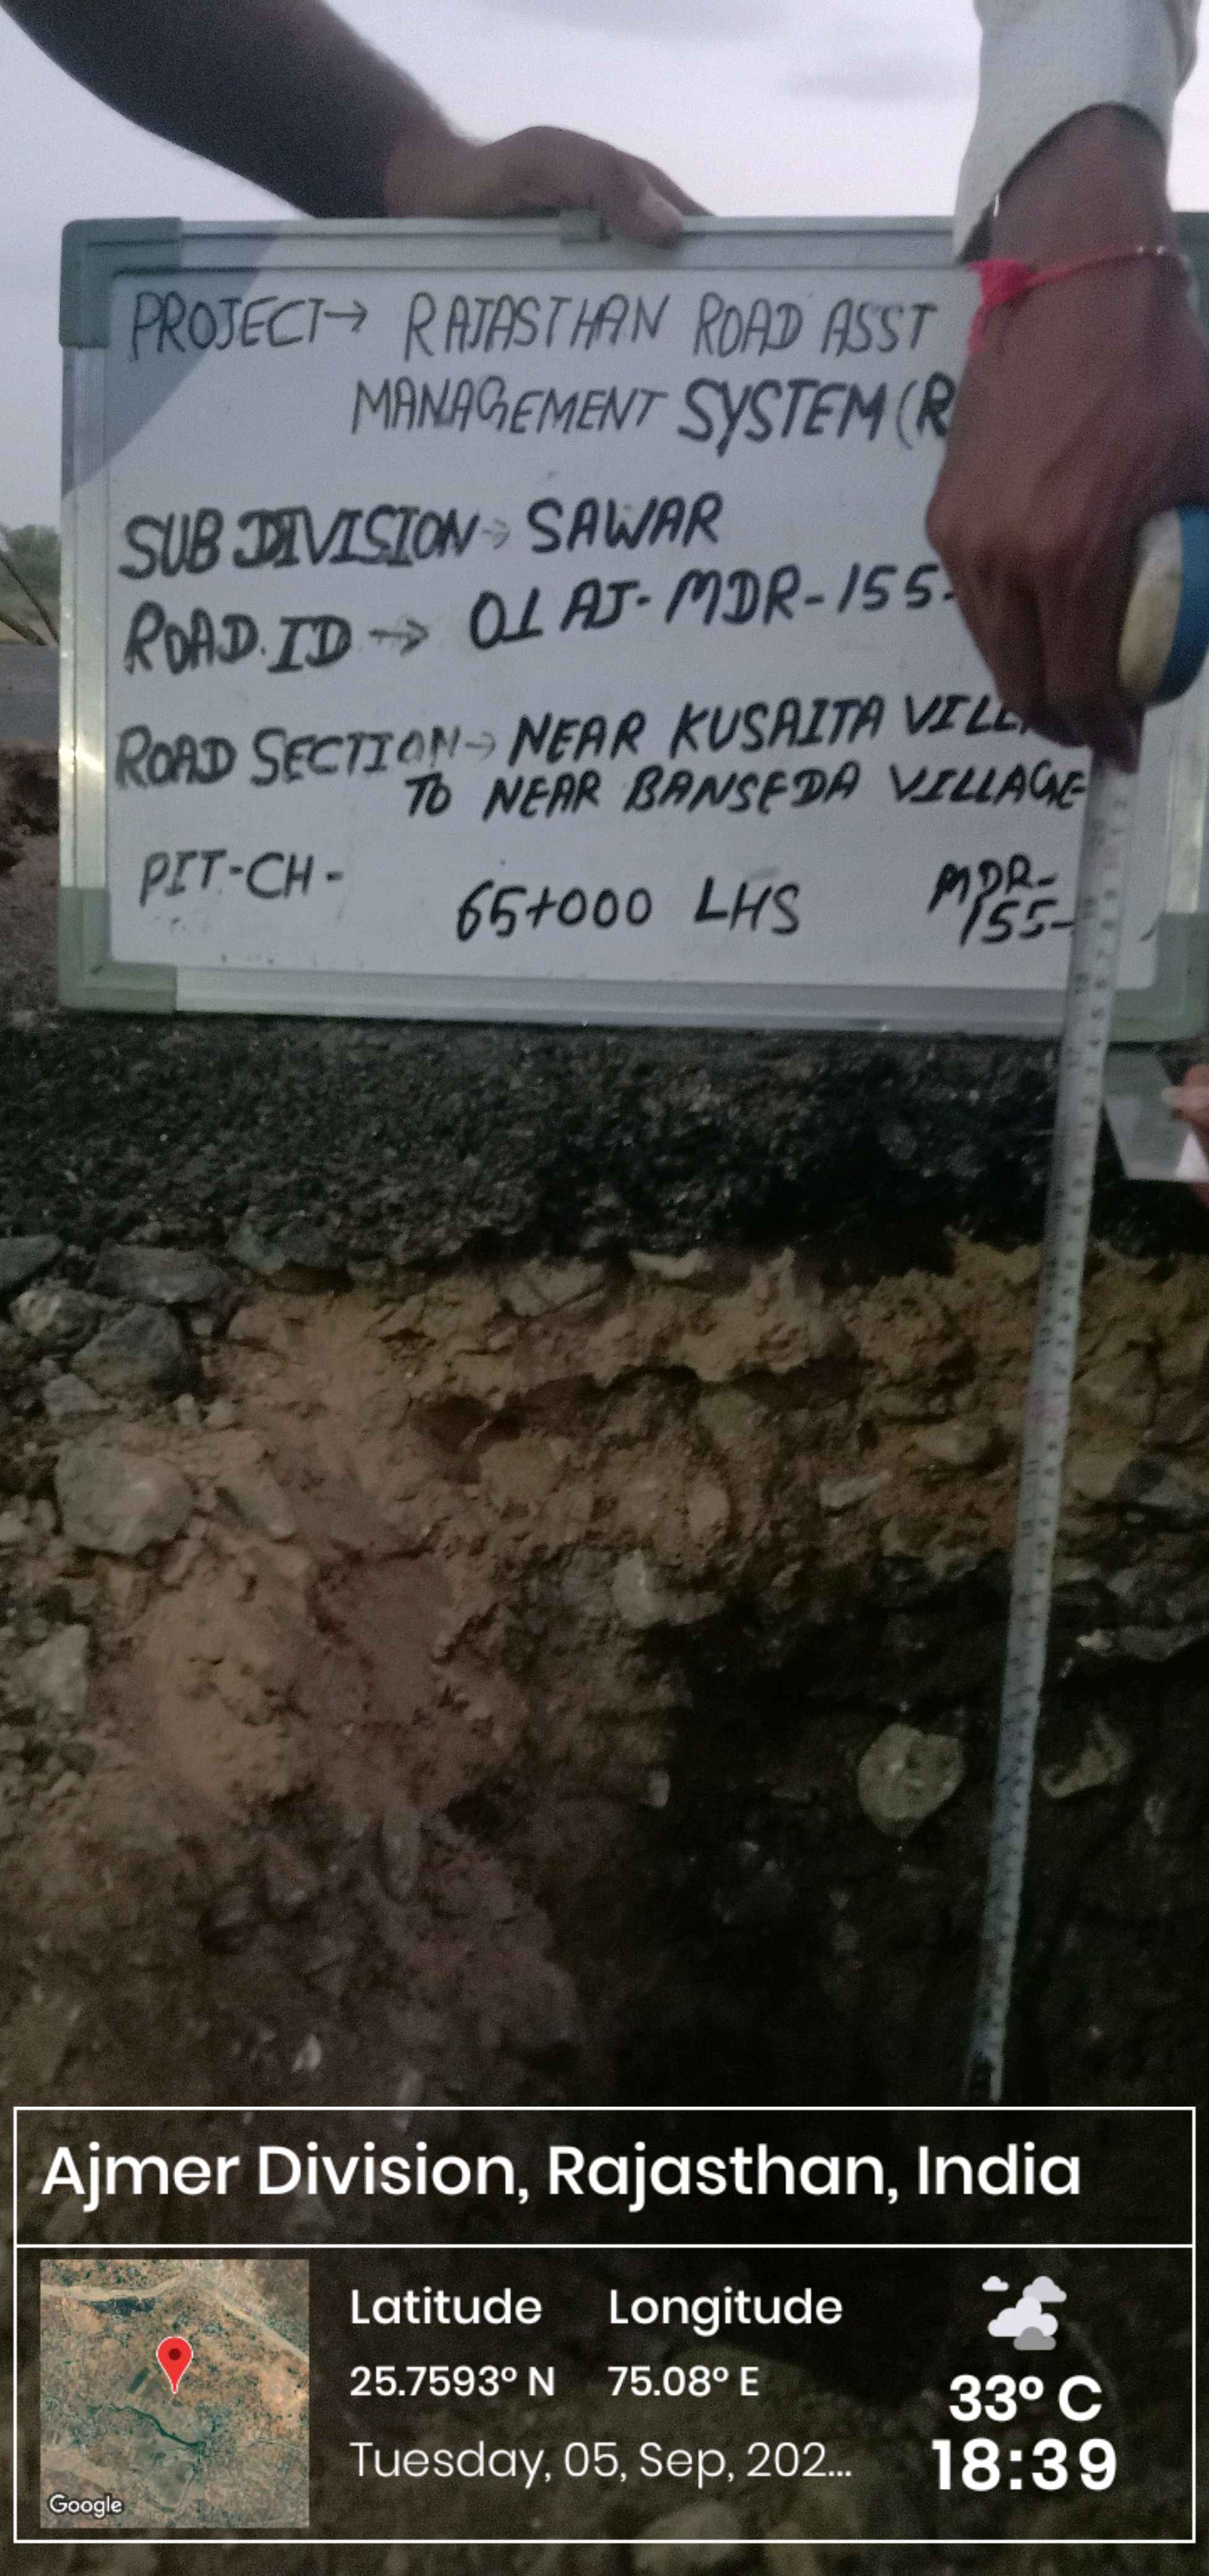 PROJECT→ RAJASTHAN ROAD ASST
MANAGEMENT SYSTEM (R
SUB DIVISION→ SAWAR
ROAD.ID → 01 AJ-MDR-155-
ROAD SECTION→ NEAR KUSAITA VILL
TO NEAR BANSEDA VILLAGE
PIT-CH- 65+000 LHS MDR-
155-
Ajmer Division, Rajasthan, India
Latitude Longitude
25.7593° N 75.08° E
33° C
Tuesday, 05, Sep, 202...
18:39
Google